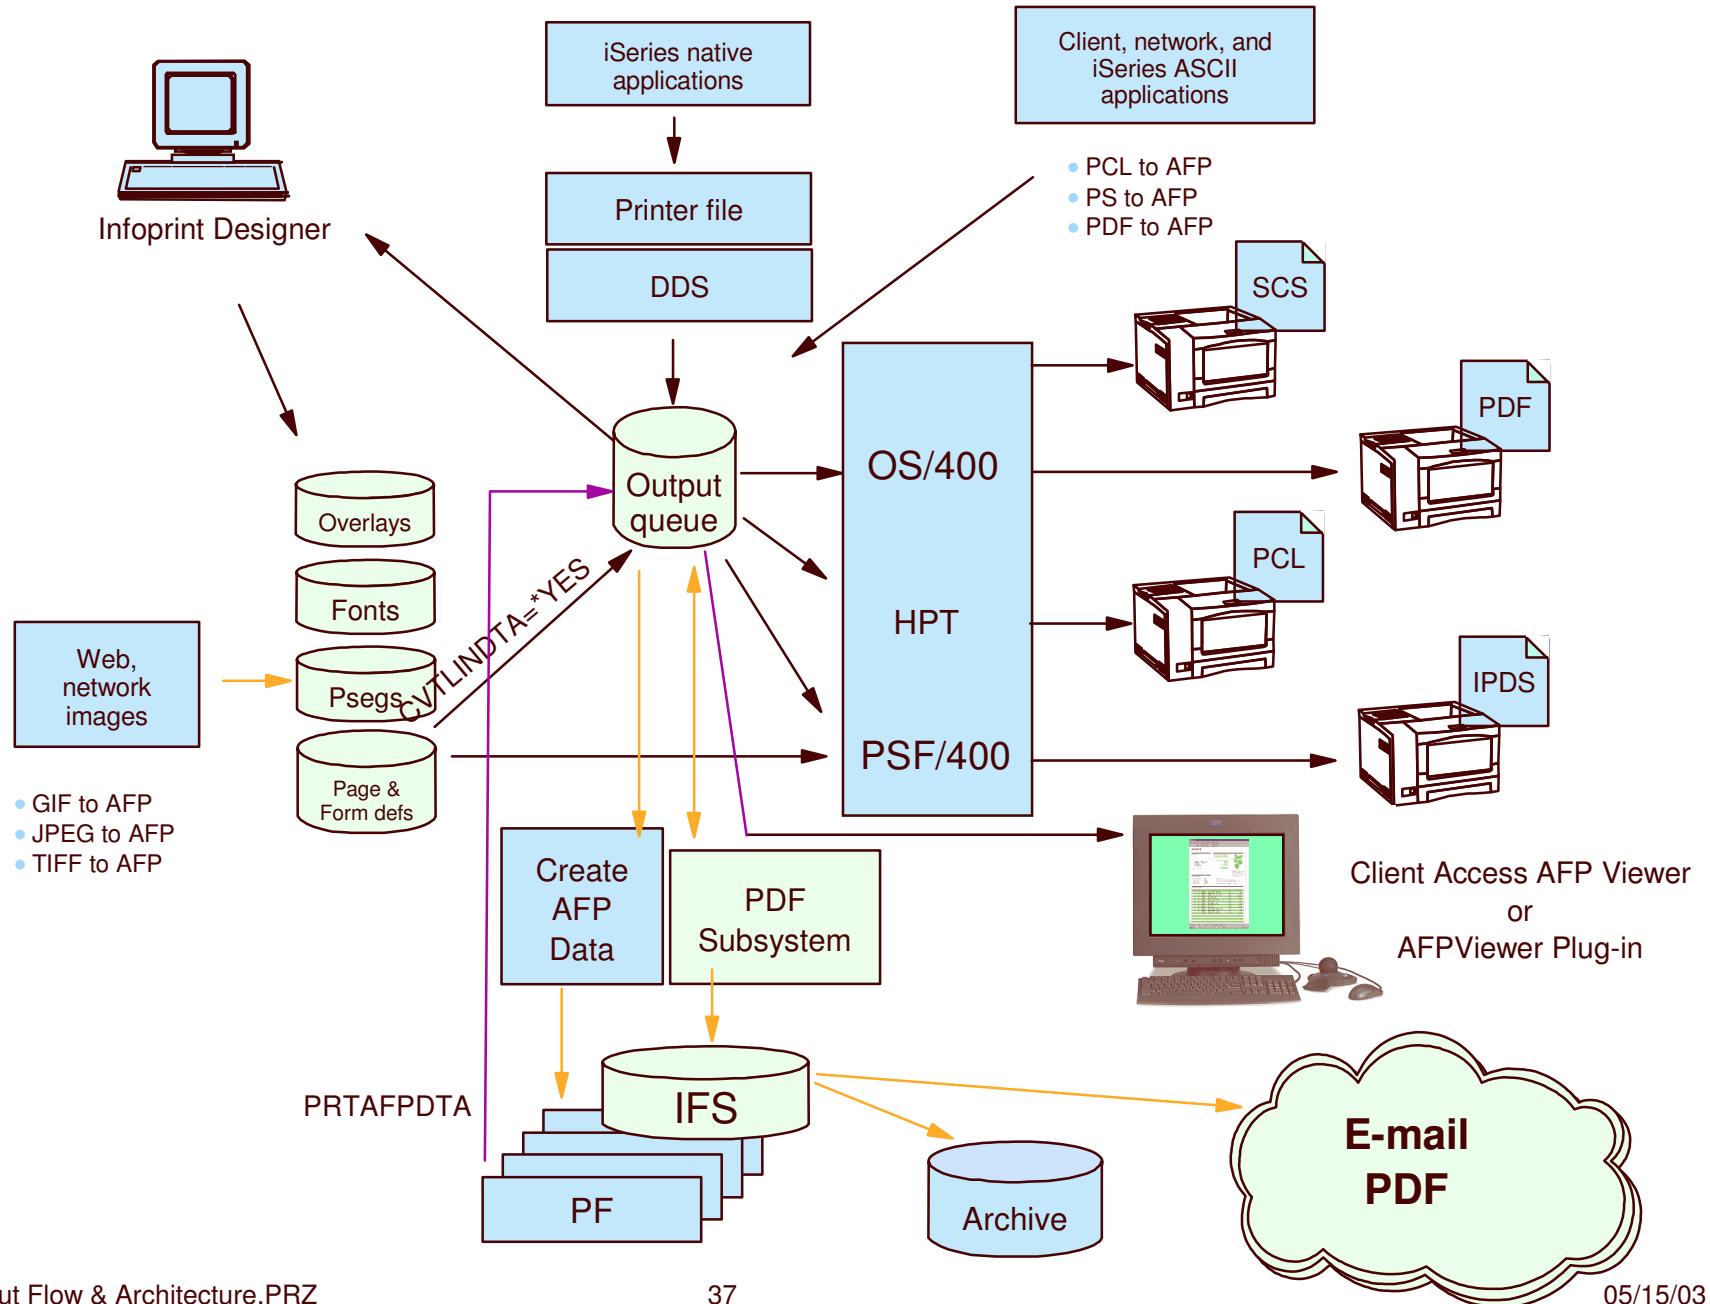 iSeries native
applications
Client, network, and
iSeries ASCII
applications
PCL to AFP
PS to AFP
PDF to AFP
Infoprint Designer
Printer file
DDS
SCS
PDF
PCL
IPDS
OS/400
HPT
PSF/400
Output
queue
Overlays
Fonts
Psegs
Page &
Form defs
CVTLINDTA=*YES
Web,
network
images
GIF to AFP
JPEG to AFP
TIFF to AFP
Create
AFP
Data
PDF
Subsystem
Client Access AFP Viewer
or
AFPViewer Plug-in
PRTAFPDTA
IFS
PF
Archive
E-mail
PDF
ut Flow & Architecture.PRZ
37
05/15/03